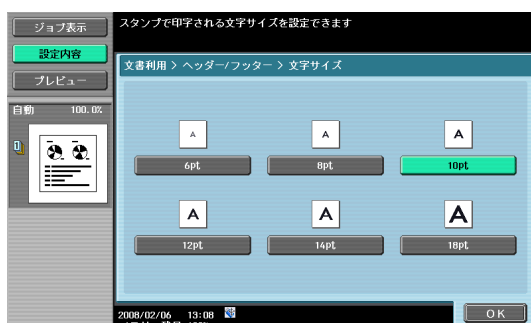 ジョブ表示
スタンプで印字される文字サイズを設定できます
設定内容
文書利用 > ヘッダー/フッター > 文字サイズ
プレビュー
自動 100.0%
A A A
6pt 8pt 10pt
A A A
12pt 14pt 18pt
2008/02/06 13:08
OK